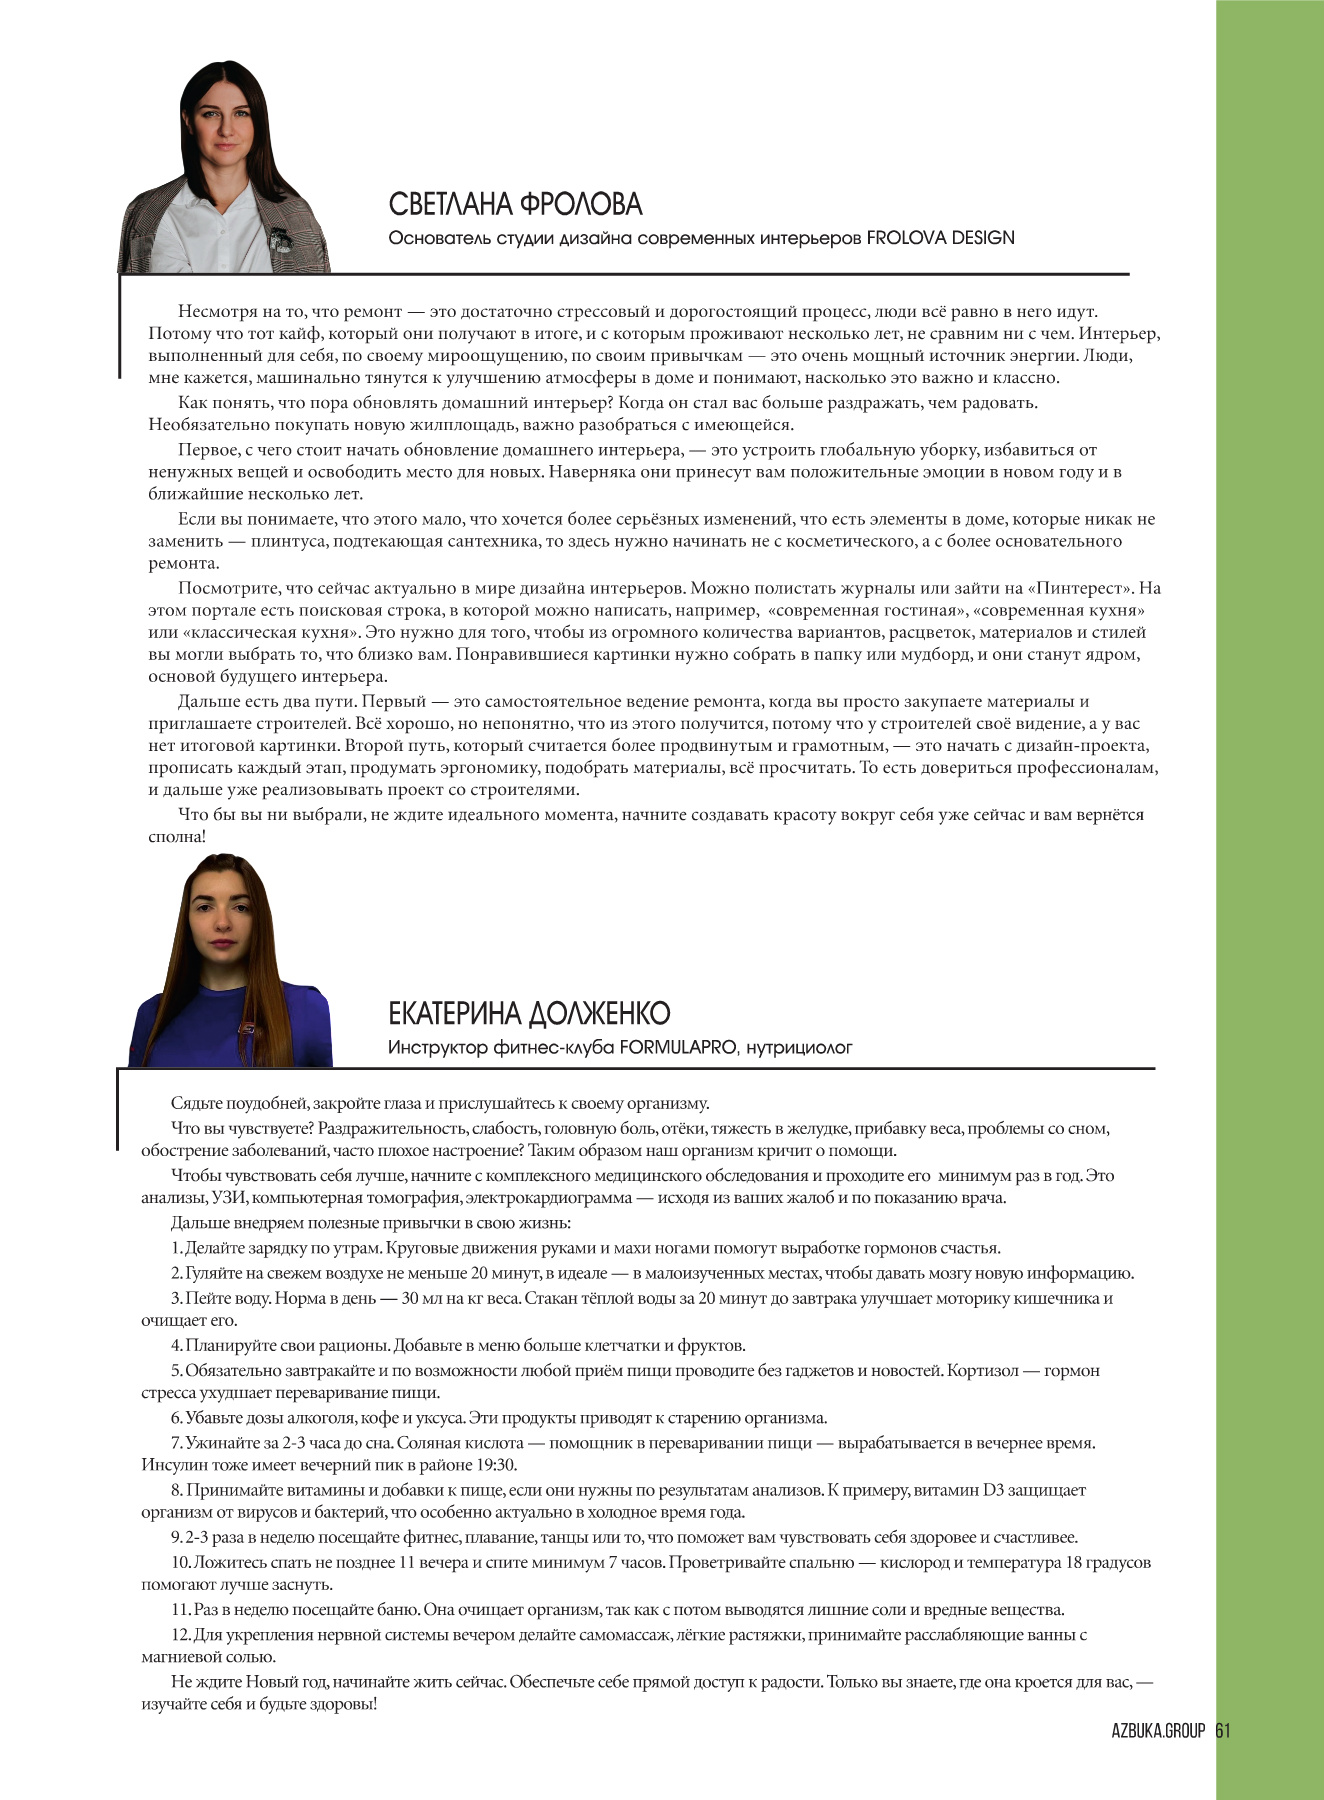 СВЕТЛАНА ФРОЛОВА
Основатель студии дизайна современных интерьеров FROLOVA DESIGN
Несмотря на то, что ремонт — это достаточно стрессовый и дорогостоящий процесс, люди всё равно в него идут.
Потому что тот кайф, который они получают в итоге, и с которым проживают несколько лет, не сравним ни с чем. Интерьер,
выполненный для себя, по своему мироощущению, по своим привычкам — это очень мощный источник энергии. Люди,
мне кажется, машинально тянутся к улучшению атмосферы в доме и понимают, насколько это важно и классно.
Как понять, что пора обновлять домашний интерьер? Когда он стал вас больше раздражать, чем радовать.
Необязательно покупать новую жилплощадь, важно разобраться с имеющейся.
Первое, с чего стоит начать обновление домашнего интерьера, — это устроить глобальную уборку, избавиться от
ненужных вещей и освободить место для новых. Наверняка они принесут вам положительные эмоции в новом году и в
ближайшие несколько лет.
Если вы понимаете, что этого мало, что хочется более серьёзных изменений, что есть элементы в доме, которые никак не
заменить — плинтуса, подтекающая сантехника, то здесь нужно начинать не с косметического, а с более основательного
ремонта.
Посмотрите, что сейчас актуально в мире дизайна интерьеров. Можно полистать журналы или зайти на «Пинтерест». На
этом портале есть поисковая строка, в которой можно написать, например, «современная гостиная», «современная кухня»
или «классическая кухня». Это нужно для того, чтобы из огромного количества вариантов, расцветок, материалов и стилей
вы могли выбрать то, что близко вам. Понравившиеся картинки нужно собрать в папку или мудборд, и они станут ядром,
основой будущего интерьера.
Дальше есть два пути. Первый — это самостоятельное ведение ремонта, когда вы просто закупаете материалы и
приглашаете строителей. Всё хорошо, но непонятно, что из этого получится, потому что у строителей своё видение, а у вас
нет итоговой картинки. Второй путь, который считается более продвинутым и грамотным, — это начать с дизайн-проекта,
прописать каждый этап, продумать эргономику, подобрать материалы, всё просчитать. То есть довериться профессионалам,
и дальше уже реализовывать проект со строителями.
Что бы вы ни выбрали, не ждите идеального момента, начните создавать красоту вокруг себя уже сейчас и вам вернётся
сполна!
ЕКАТЕРИНА ДОЛЖЕНКО
Инструктор фитнес-клуба FORMULAPRO, нутрициолог
Сядьте поудобней, закройте глаза и прислушайтесь к своему организму.
Что вы чувствуете? Раздражительность, слабость, головную боль, отёки, тяжесть в желудке, прибавку веса, проблемы со сном,
обострение заболеваний, часто плохое настроение? Таким образом наш организм кричит о помощи.
Чтобы чувствовать себя лучше, начните с комплексного медицинского обследования и проходите его минимум раз в год. Это
анализы, УЗИ, компьютерная томография, электрокардиограмма — исходя из ваших жалоб и по показанию врача.
Дальше внедряем полезные привычки в свою жизнь:
1. Делайте зарядку по утрам. Круговые движения руками и махи ногами помогут выработке гормонов счастья.
2. Гуляйте на свежем воздухе не меньше 20 минут, в идеале — в малоизученных местах, чтобы давать мозгу новую информацию.
3. Пейте воду. Норма в день — 30 мл на кг веса. Стакан тёплой воды за 20 минут до завтрака улучшает моторику кишечника и
очищает его.
4. Планируйте свои рационы. Добавьте в меню больше клетчатки и фруктов.
5. Обязательно завтракайте и по возможности любой приём пищи проводите без гаджетов и новостей. Кортизол — гормон
стресса ухудшает переваривание пищи.
6. Убавьте дозы алкоголя, кофе и уксуса. Эти продукты приводят к старению организма.
7. Ужинайте за 2-3 часа до сна. Соляная кислота — помощник в переваривании пищи — вырабатывается в вечернее время.
Инсулин тоже имеет вечерний пик в районе 19:30.
8. Принимайте витамины и добавки к пище, если они нужны по результатам анализов. К примеру, витамин D3 защищает
организм от вирусов и бактерий, что особенно актуально в холодное время года.
9. 2-3 раза в неделю посещайте фитнес, плавание, танцы или то, что поможет вам чувствовать себя здоровее и счастливее.
10. Ложитесь спать не позднее 11 вечера и спите минимум 7 часов. Проветривайте спальню — кислород и температура 18 градусов
помогают лучше заснуть.
11. Раз в неделю посещайте баню. Она очищает организм, так как с потом выводятся лишние соли и вредные вещества.
12. Для укрепления нервной системы вечером делайте самомассаж, лёгкие растяжки, принимайте расслабляющие ванны с
магниевой солью.
Не ждите Новый год, начинайте жить сейчас. Обеспечьте себе прямой доступ к радости. Только вы знаете, где она кроется для вас, —
изучайте себя и будьте здоровы!
AZBUKA.GROUP 61